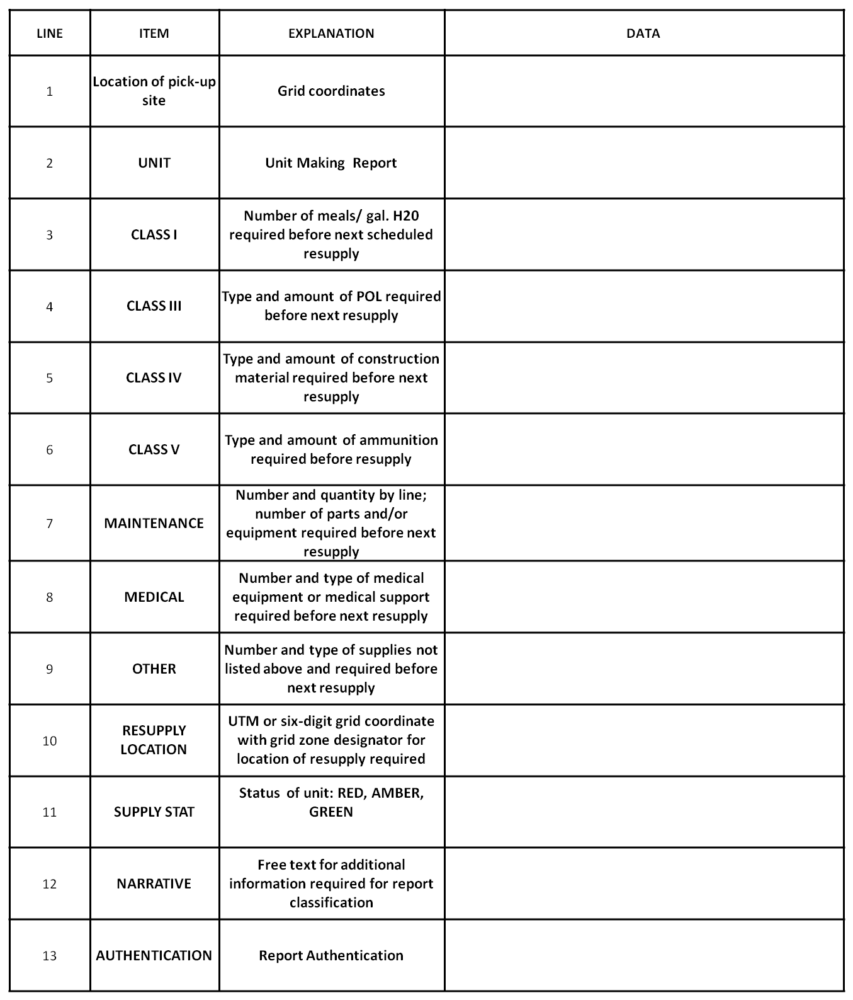 LINE ITEM EXPLANATION DATA
1
Location of pick-up
site
Grid coordinates
2
UNIT
Unit Making Report
3
CLASS I
Number of meals/ gal. H20
required before next scheduled
resupply
4
CLASS III
Type and amount of POL required
before next resupply
5
CLASS IV
Type and amount of construction
material required before next
resupply
6
CLASS V
Type and amount of ammunition
required before resupply
7
MAINTENANCE
Number and quantity by line;
number of parts and/or
equipment required before next
resupply
8
MEDICAL
Number and type of medical
equipment or medical support
required before next resupply
9
OTHER
Number and type of supplies not
listed above and required before
next resupply
10
RESUPPLY
LOCATION
UTM or six-digit grid coordinate
with grid zone designator for
location of resupply required
11
SUPPLY STAT
Status of unit: RED, AMBER,
GREEN
12
NARRATIVE
Free text for additional
information required for report
classification
13
AUTHENTICATION
Report Authentication